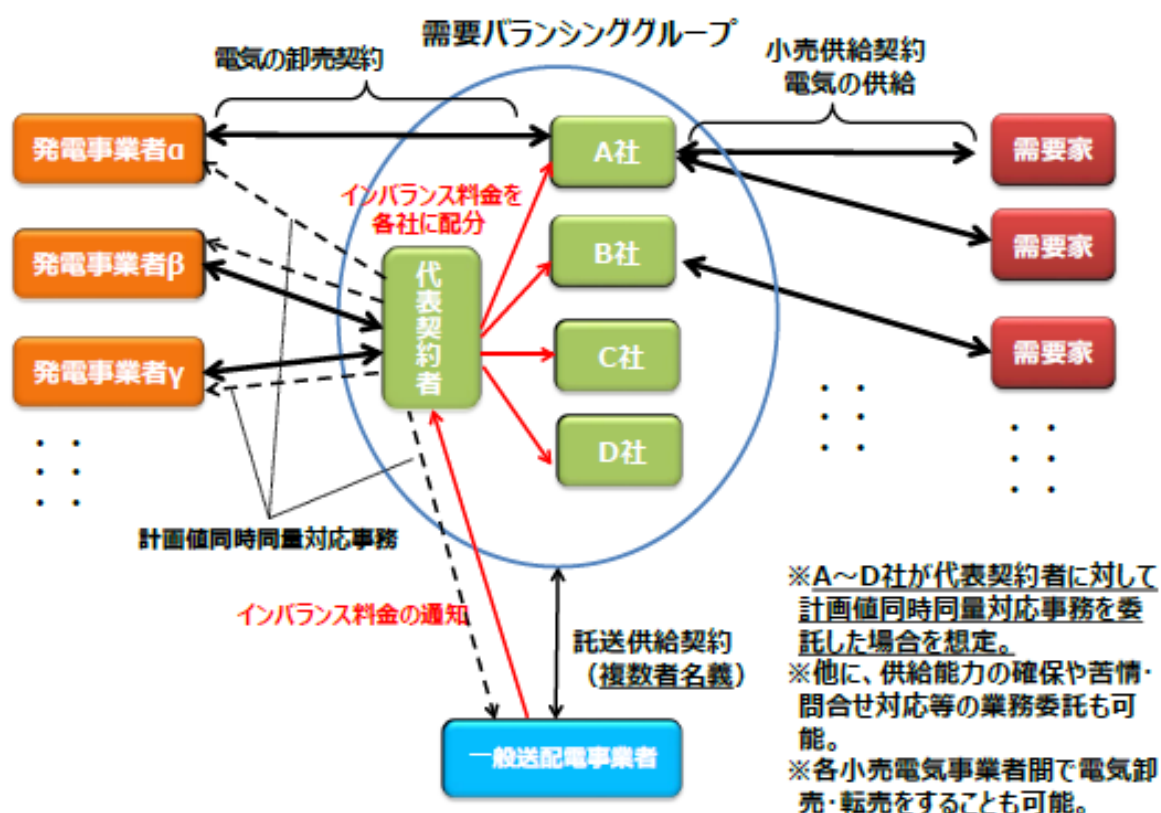 需要バランシンググループ
電気の卸売契約
小売供給契約
電気の供給
発電事業者α
A社
需要家
インバランス料金を
各社に配分
発電事業者β
B社
需要家
代表契約者
発電事業者γ
C社
需要家
D社
計画値同時同量対応事務
インバランス料金の通知
託送供給契約
（複数者名義）
一般送配電事業者
※A～D社が代表契約者に対して
計画値同時同量対応事務を委
託した場合を想定。
※他に、供給能力の確保や苦情・
問合せ対応等の業務委託も可
能。
※各小売電気事業者間で電気卸
売・転売をすることも可能。